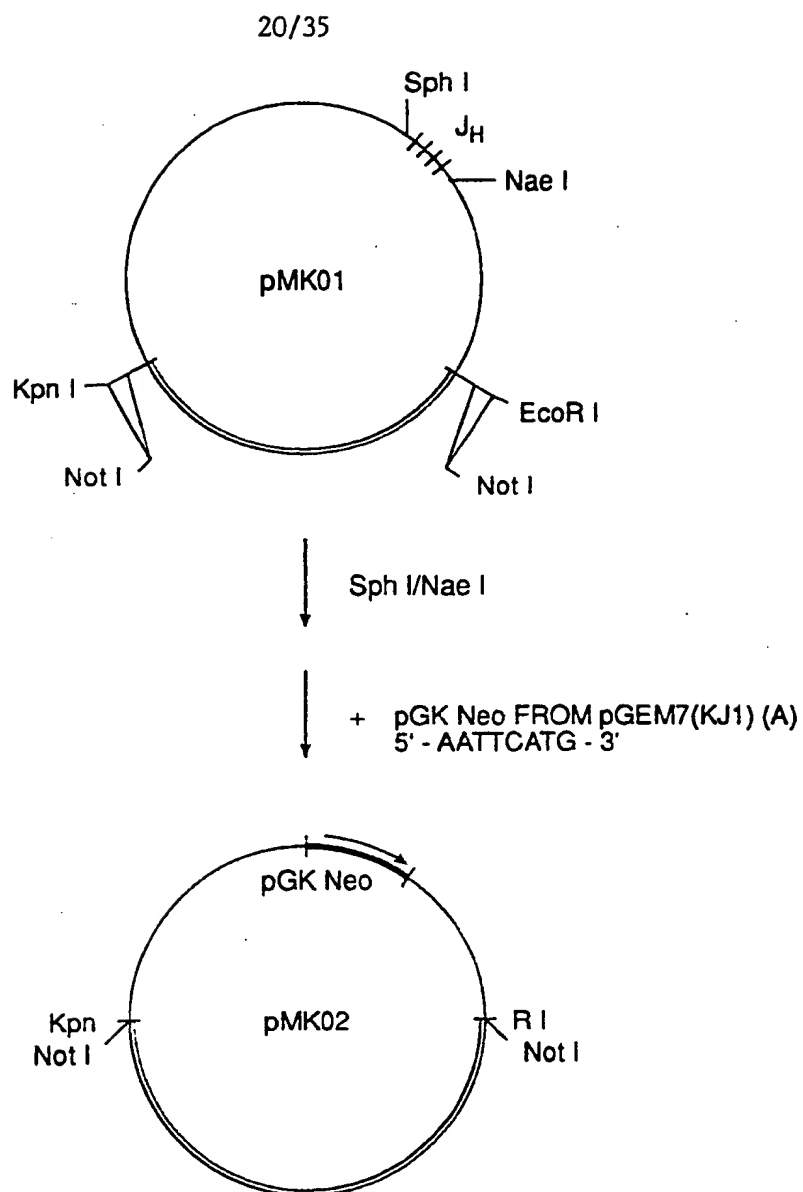 20/35
Sph I
JH
Nae I
pMK01
Kpn I
EcoR I
Not I
Not I
Sph I/Nae I
+ pGK Neo FROM pGEM7(KJ1) (A)
5' - AATTCATG - 3'
pGK Neo
Kpn
pMK02
R I
Not I
Not I